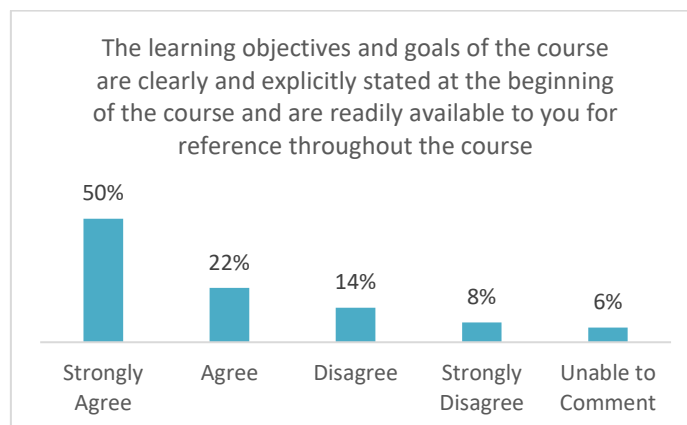 The learning objectives and goals of the course
are clearly and explicitly stated at the beginning
of the course and are readily available to you for
reference throughout the course
50%
22%
14%
8%
6%
Strongly
Agree
Agree
Disagree
Strongly
Disagree
Unable to
Comment